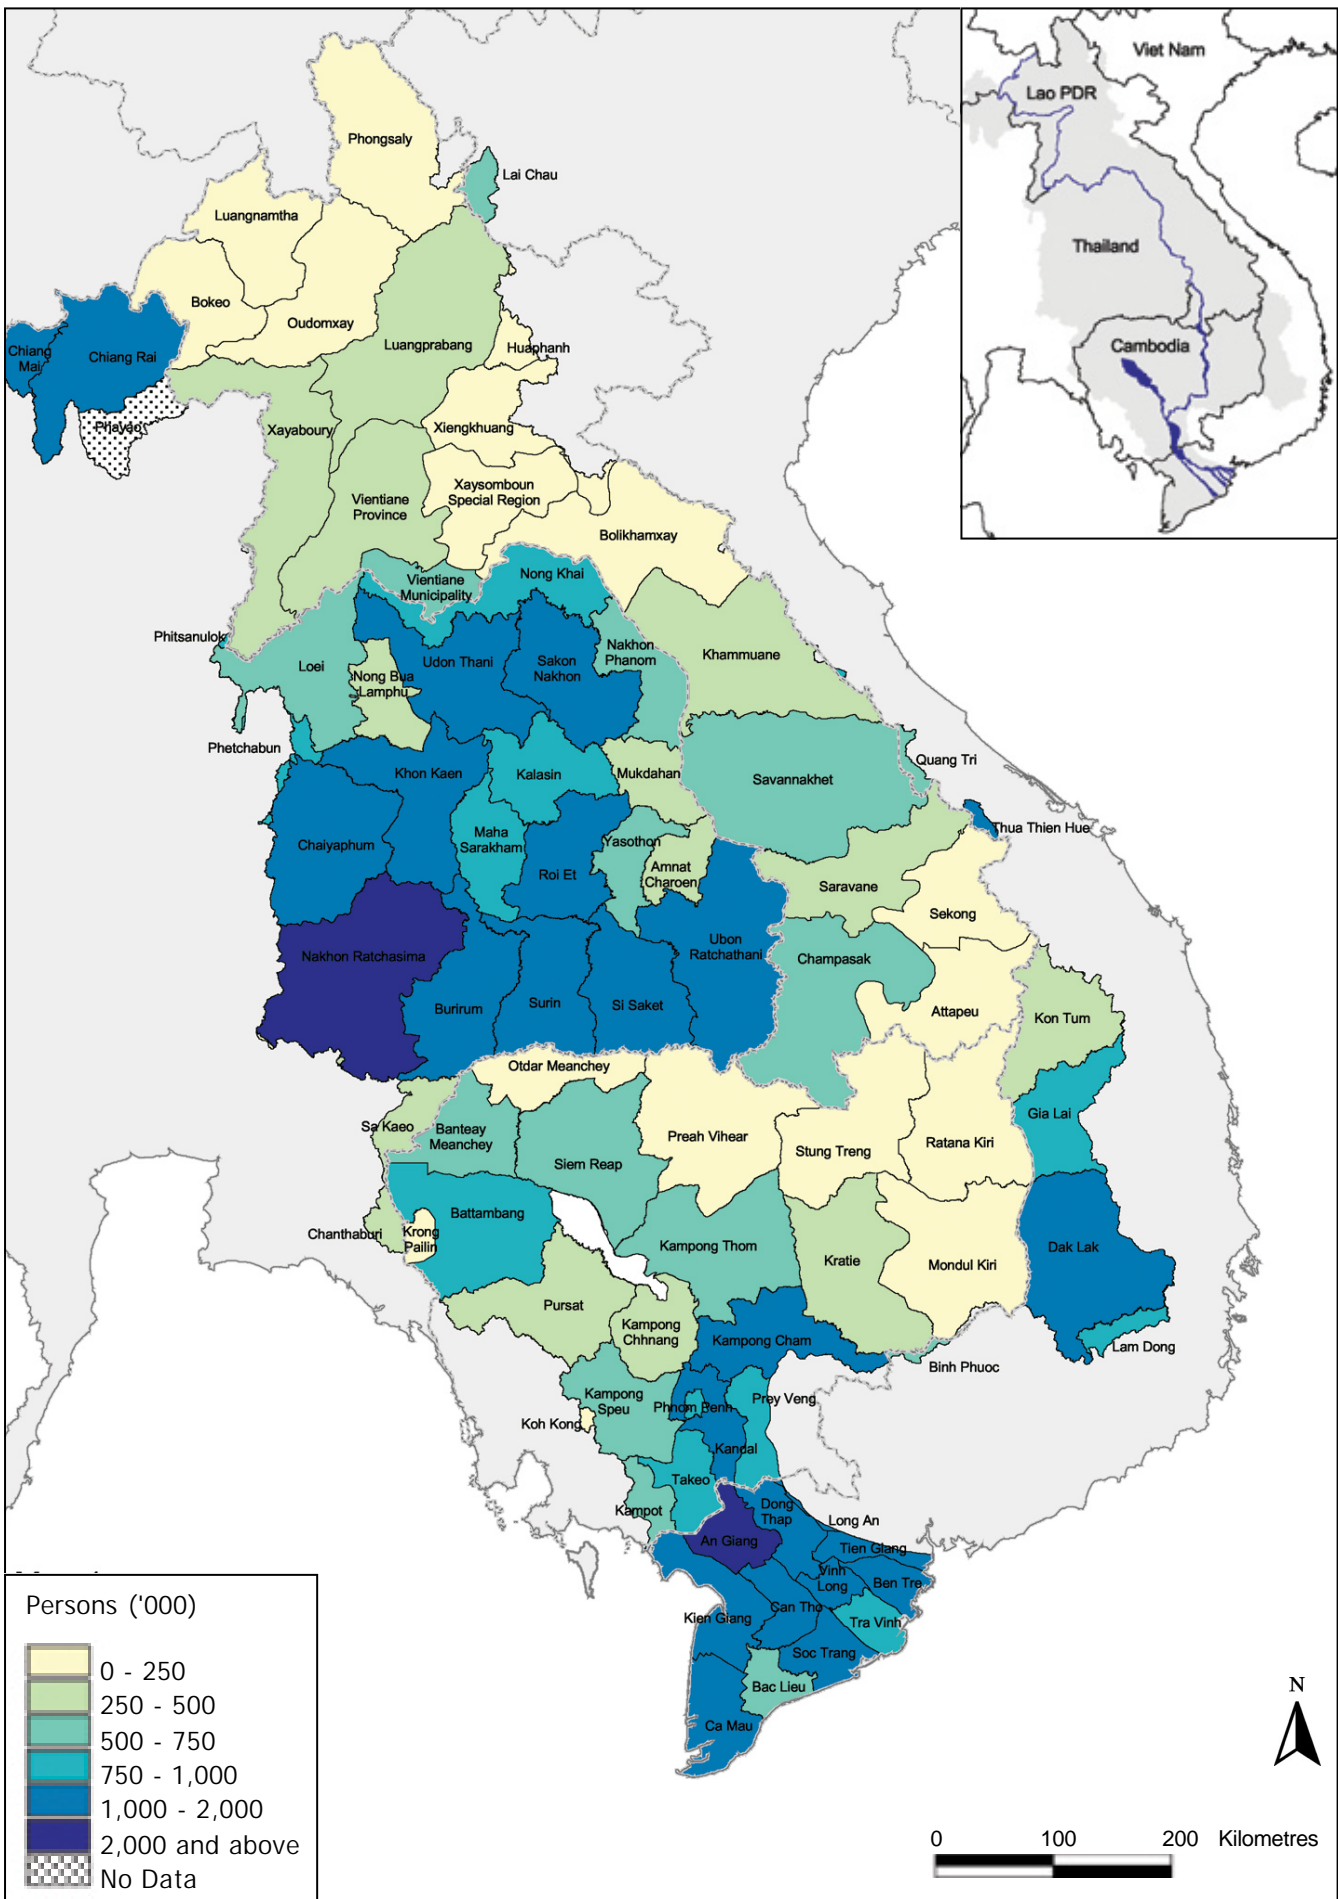 Viet Nam
Lao PDR
Thailand
Cambodia
Phongsaly
Lai Chau
Luangnamtha
Bokeo
Oudomxay
Luangprabang
Huaphanh
Chiang
Mai
Chiang Rai
Phayao
Xayaboury
Xiengkhuang
Vientiane
Province
Xaysomboun
Special Region
Bolikhamxay
Vientiane
Municipality
Nong Khai
Phitsanulok
Loei
Nong Bua
Lamphu
Udon Thani
Sakon
Nakhon
Nakhon
Phanom
Khammuane
Phetchabun
Khon Kaen
Kalasin
Mukdahan
Savannakhet
Quang Tri
Thua Thien Hue
Chaiyaphum
Maha
Sarakham
Roi Et
Yasothon
Amnat
Charoen
Saravane
Sekong
Nakhon Ratchasima
Ubon
Ratchathani
Champasak
Burirum
Surin
Si Saket
Attapeu
Kon Tum
Otdar Meanchey
Sa Kaeo
Banteay
Meanchey
Siem Reap
Preah Vihear
Stung Treng
Ratana Kiri
Gia Lai
Chanthaburi
Krong
Pailin
Battambang
Kampong Thom
Kratie
Mondul Kiri
Dak Lak
Pursat
Kampong
Chhnang
Kampong Cham
Binh Phuoc
Lam Dong
Kampong
Speu
Koh Kong
Phnom Penh
Prey Veng
Kandal
Takeo
Kampot
Dong
Thap
Long An
An Giang
Tien Giang
Vinh
Long
Ben Tre
Kien Giang
Can Tho
Tra Vinh
Soc Trang
Bac Lieu
Ca Mau
Persons ('000)
0 - 250
250 - 500
500 - 750
750 - 1,000
1,000 - 2,000
2,000 and above
No Data
N
0 100 200 Kilometres